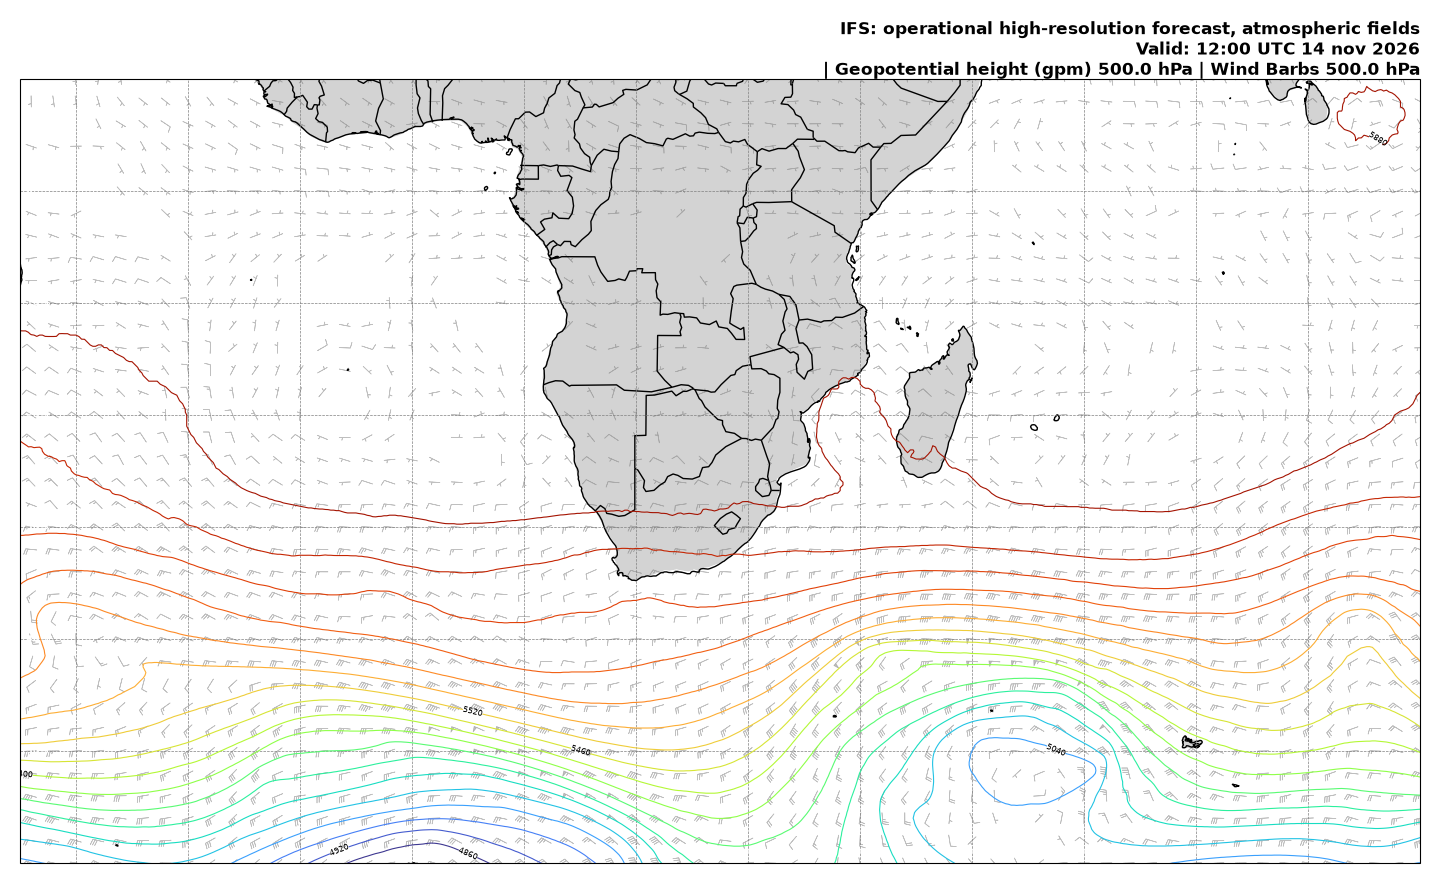 IFS: operational high-resolution forecast, atmospheric fields
Valid: 12:00 UTC 14 nov 2026
| Geopotential height (gpm) 500.0 hPa | Wind Barbs 500.0 hPa
5880
5520
5460
5040
400
4920
4860